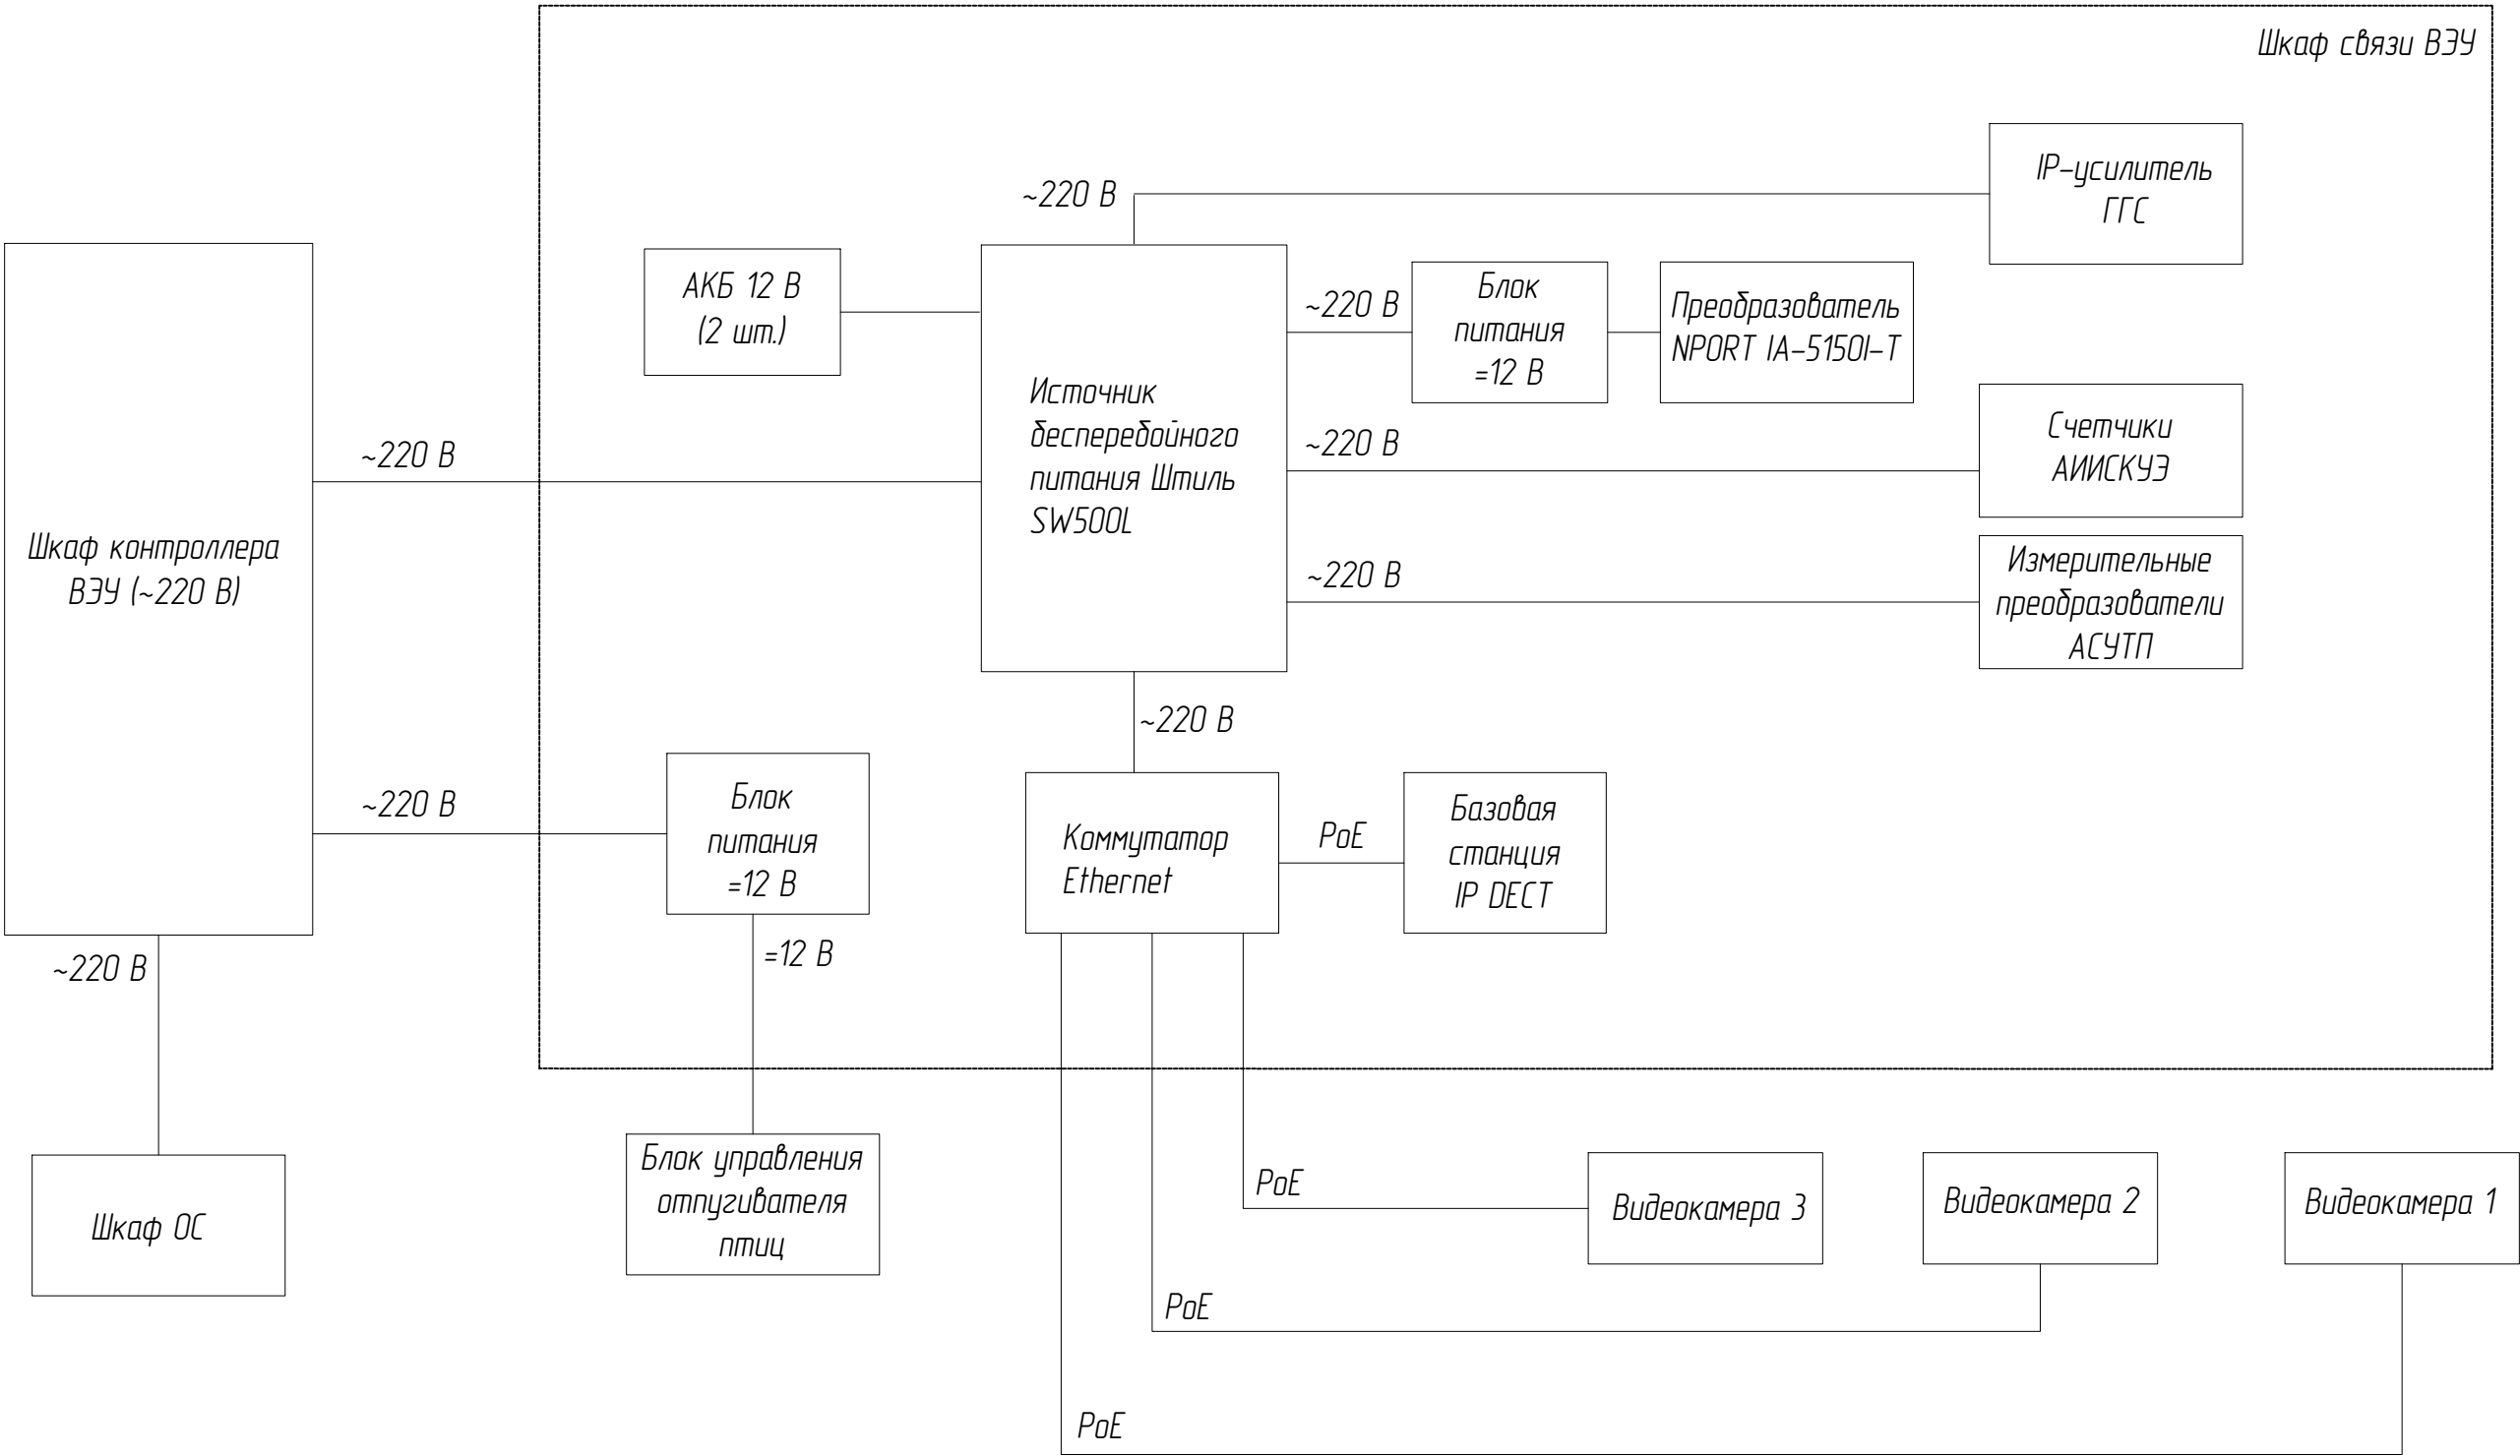 Шкаф связи ВЭУ
IP-усилитель
ГГС
~220 В
АКБ 12 В
(2 шт.)
~220 В
Блок
питания
=12 В
Преобразователь
NPORT IA-5150I-T
Источник
бесперебойного
питания Штиль
SW500L
~220 В
Счетчики
АИИСКУЭ
~220 В
Шкаф контроллера
ВЭУ (~220 В)
~220 В
Измерительные
преобразователи
АСУТП
~220 В
~220 В
Блок
питания
=12 В
Коммутатор
Ethernet
PoE
Базовая
станция
IP DECT
~220 В
=12 В
Шкаф ОС
Блок управления
отпугивателя
птиц
PoE
Видеокамера 3
Видеокамера 2
Видеокамера 1
PoE
PoE